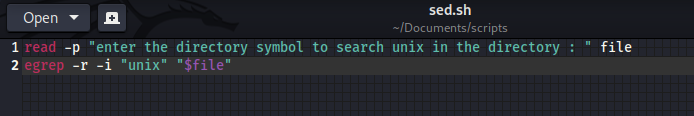 Open
sed.sh
~/Documents/scripts
1 read -p "enter the directory symbol to search unix in the directory : " file
2 egrep -r -i "unix" "$file"